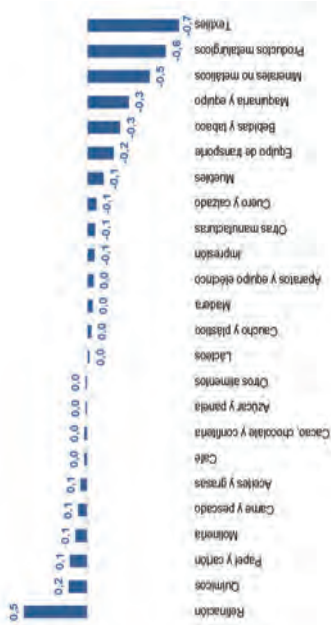 Textiles -0,7
Productos metalúrgicos -0,6
Minerales no metálicos -0,5
Maquinaria y equipo -0,3
Bebidas y tabaco -0,3
Equipo de transporte -0,2
Muebles -0,1
Cuero y calzado -0,1
Otras manufacturas -0,1
Impresión -0,1
Aparatos y equipo eléctrico 0,0
Madera 0,0
Caucho y plástico 0,0
Lácteos 0,0
Otros alimentos 0,0
Azúcar y panela 0,0
Cacao, chocolate y confitería 0,0
Café 0,0
Aceites y grasas 0,1
Carne y pescado 0,1
Molinería 0,1
Papel y cartón 0,1
Químicos 0,2
Refinación 0,5